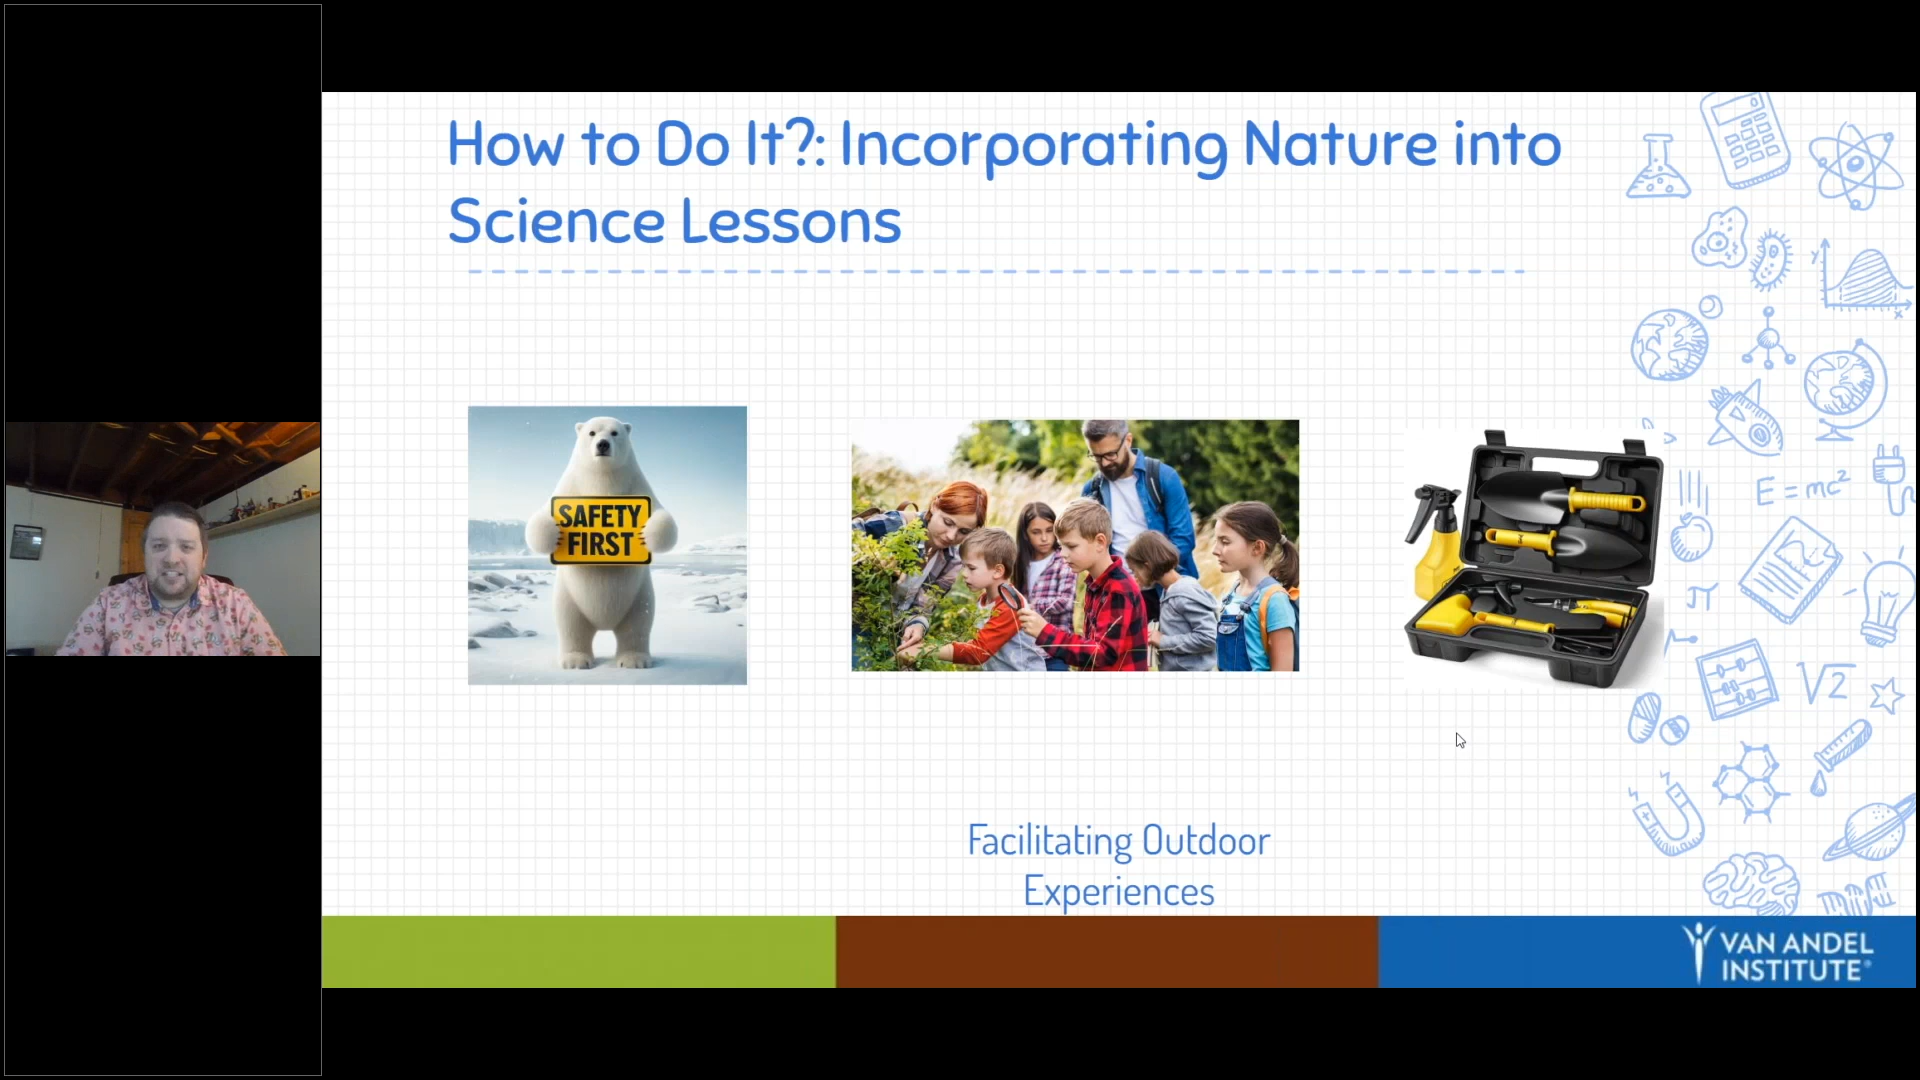 How to Do It?: Incorporating Nature into
Science Lessons
SAFETY
FIRST
E=mc²
π
√2
y
x
Facilitating Outdoor
Experiences
VAN ANDEL
INSTITUTE